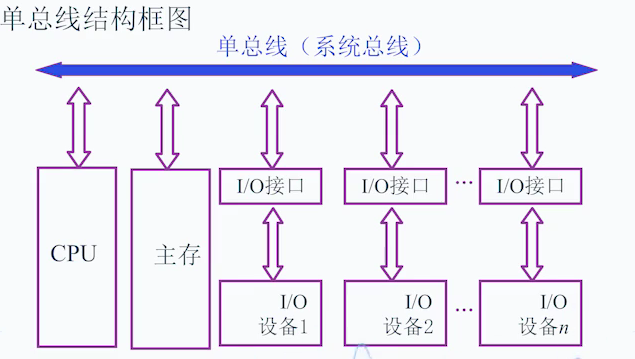 单总线结构框图
单总线（系统总线）
CPU
主存
I/O接口
I/O接口
···
I/O接口
I/O
设备1
I/O
设备2
···
I/O
设备n